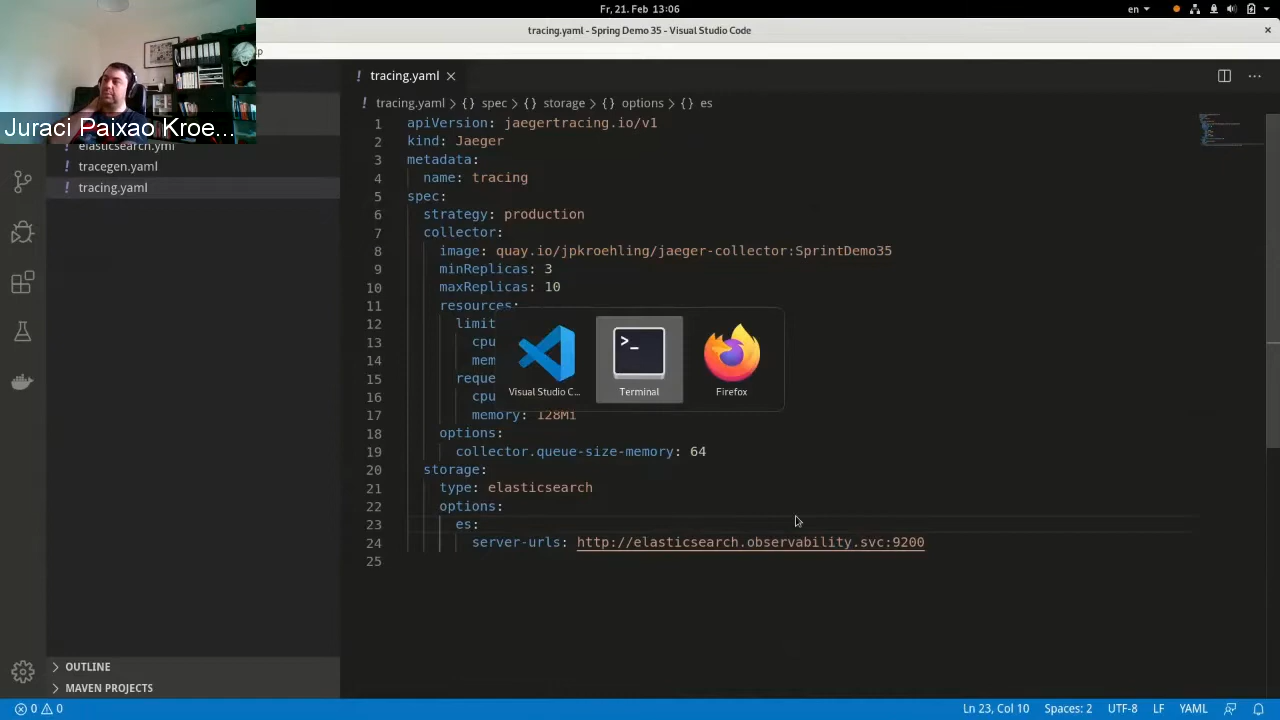 Fr, 21. Feb 13:06
en
tracing.yaml - Spring Demo 35 - Visual Studio Code
Juraci Paixao Kroe...
elasticsearch.yml
tracegen.yaml
tracing.yaml
OUTLINE
MAVEN PROJECTS
tracing.yaml
tracing.yaml > {} spec > {} storage > {} options > {} es
1 apiVersion: jaegertracing.io/v1
2 kind: Jaeger
3 metadata:
4 name: tracing
5 spec:
6 strategy: production
7 collector:
8 image: quay.io/jpkroehling/jaeger-collector:SprintDemo35
9 minReplicas: 3
10 maxReplicas: 10
11 resources:
12 limit
13 cpu
14 mem
15 reque
16 cpu
17 memory: 128Mi
18 options:
19 collector.queue-size-memory: 64
20 storage:
21 type: elasticsearch
22 options:
23 es:
24 server-urls: http://elasticsearch.observability.svc:9200
25
Visual Studio C...
Terminal
Firefox
0 0
Ln 23, Col 10
Spaces: 2
UTF-8
LF
YAML